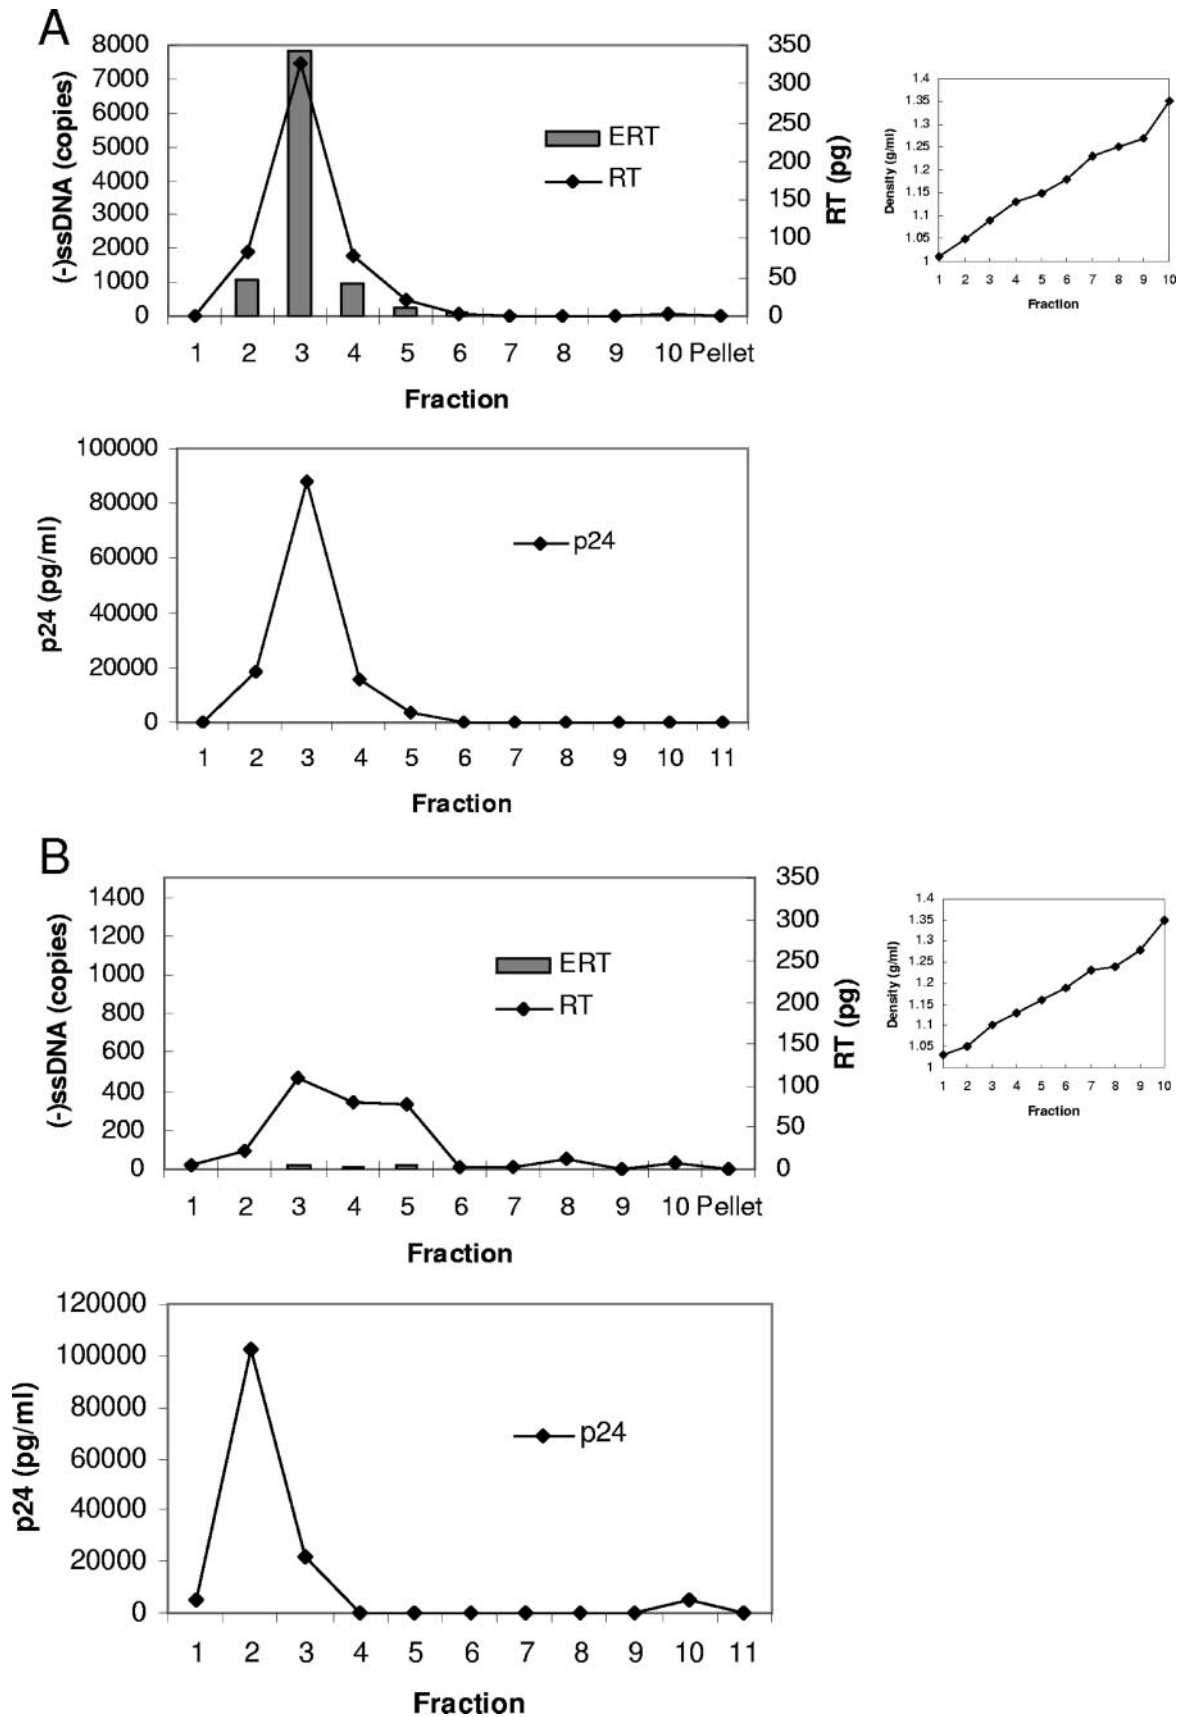 A
(-)ssDNA (copies)
8000
7000
6000
5000
4000
3000
2000
1000
0
ERT
RT
350
300
250
200
150
100
50
0
RT (pg)
1 2 3 4 5 6 7 8 9 10 Pellet
Fraction
Density (g/ml)
1.4
1.35
1.3
1.25
1.2
1.15
1.1
1.05
1
1 2 3 4 5 6 7 8 9 10
Fraction
p24 (pg/ml)
100000
80000
60000
40000
20000
0
p24
1 2 3 4 5 6 7 8 9 10 11
Fraction
B
(-)ssDNA (copies)
1400
1200
1000
800
600
400
200
0
ERT
RT
350
300
250
200
150
100
50
0
RT (pg)
1 2 3 4 5 6 7 8 9 10 Pellet
Fraction
Density (g/ml)
1.4
1.35
1.3
1.25
1.2
1.15
1.1
1.05
1
1 2 3 4 5 6 7 8 9 10
Fraction
p24 (pg/ml)
120000
100000
80000
60000
40000
20000
0
p24
1 2 3 4 5 6 7 8 9 10 11
Fraction